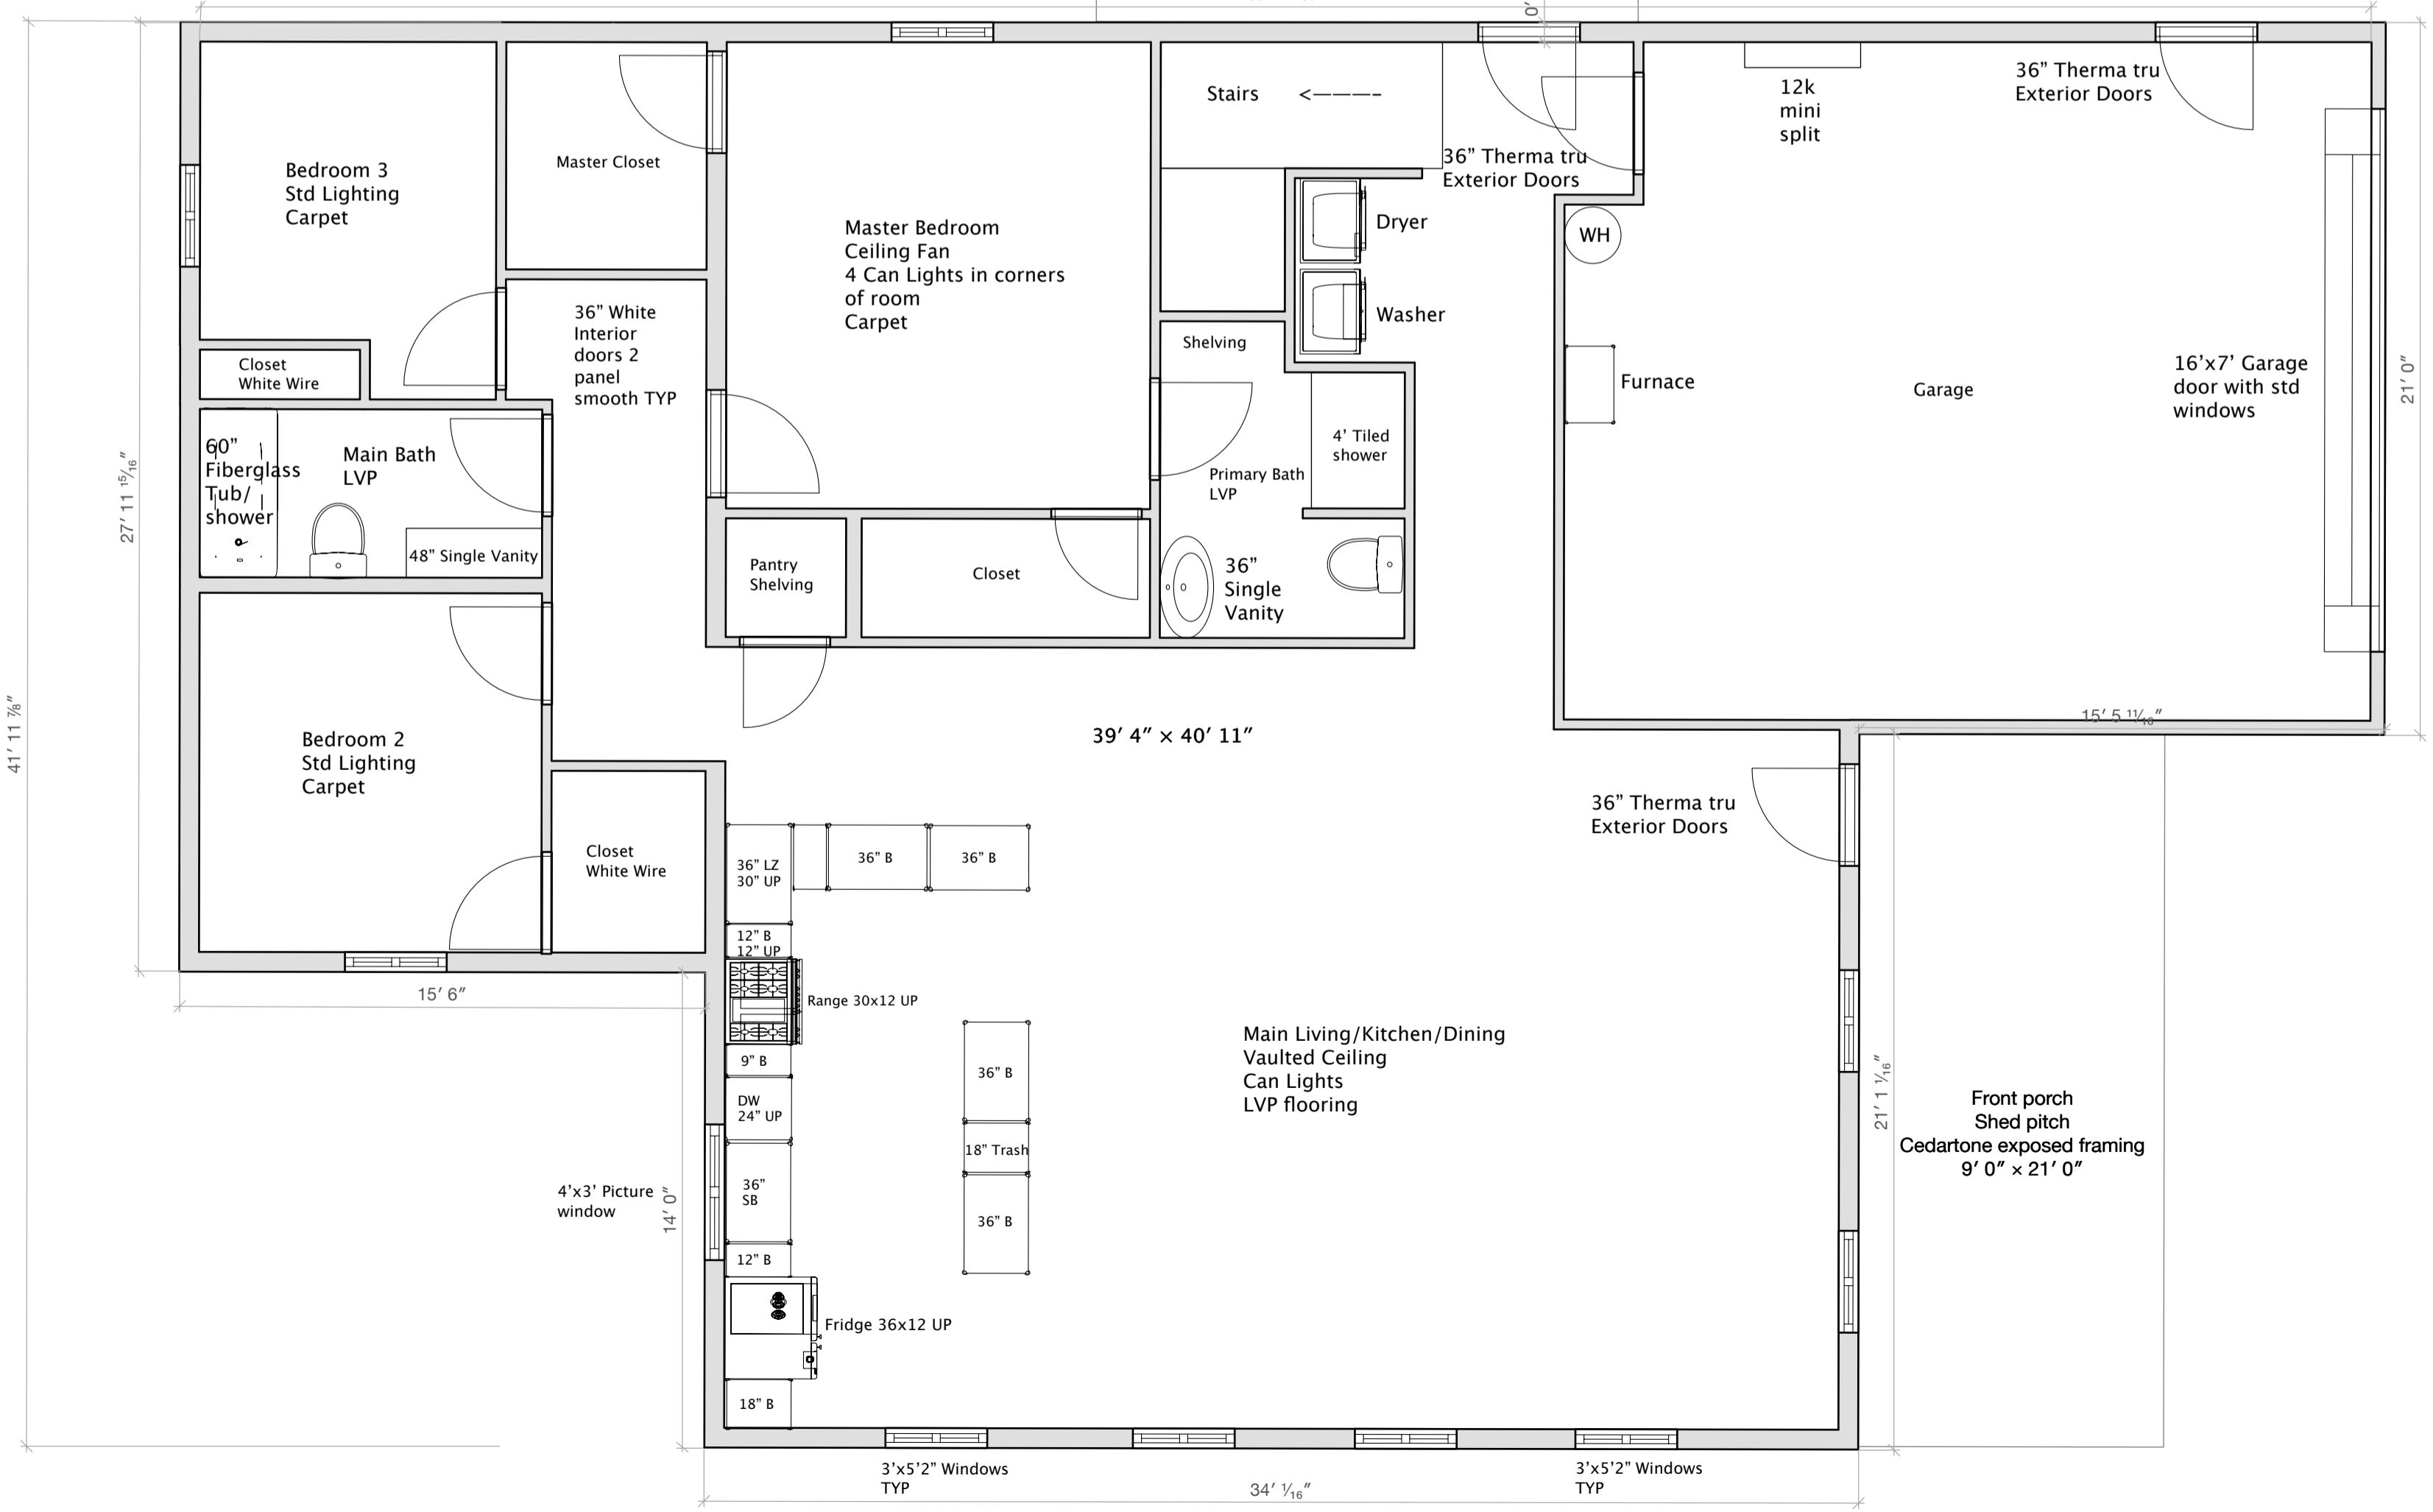 0′
Bedroom 3
Std Lighting
Carpet
Master Closet
Master Bedroom
Ceiling Fan
4 Can Lights in corners
of room
Carpet
Stairs
<-----
36” Therma tru
Exterior Doors
12k
mini
split
36” Therma tru
Exterior Doors
Dryer
Washer
WH
Furnace
Garage
16’x7’ Garage
door with std
windows
21′ 0″
36” White
Interior
doors 2
panel
smooth TYP
Closet
White Wire
60”
Fiberglass
Tub/
shower
Main Bath
LVP
48” Single Vanity
Shelving
4’ Tiled
shower
Primary Bath
LVP
36”
Single
Vanity
Pantry
Shelving
Closet
27′ 11 15⁄16″
41′ 11 7⁄8″
15′ 5 11⁄16″
39′ 4″ × 40′ 11″
Bedroom 2
Std Lighting
Carpet
Closet
White Wire
36” Therma tru
Exterior Doors
36” LZ
30” UP
36” B
36” B
12” B
12” UP
Range 30x12 UP
15′ 6″
9” B
DW
24” UP
36”
SB
12” B
Fridge 36x12 UP
18” B
36” B
18” Trash
36” B
4’x3’ Picture
window
14′ 0″
Main Living/Kitchen/Dining
Vaulted Ceiling
Can Lights
LVP flooring
21′ 1 1⁄16″
Front porch
Shed pitch
Cedartone exposed framing
9′ 0″ × 21′ 0″
3’x5’2” Windows
TYP
3’x5’2” Windows
TYP
34′ 1⁄16″